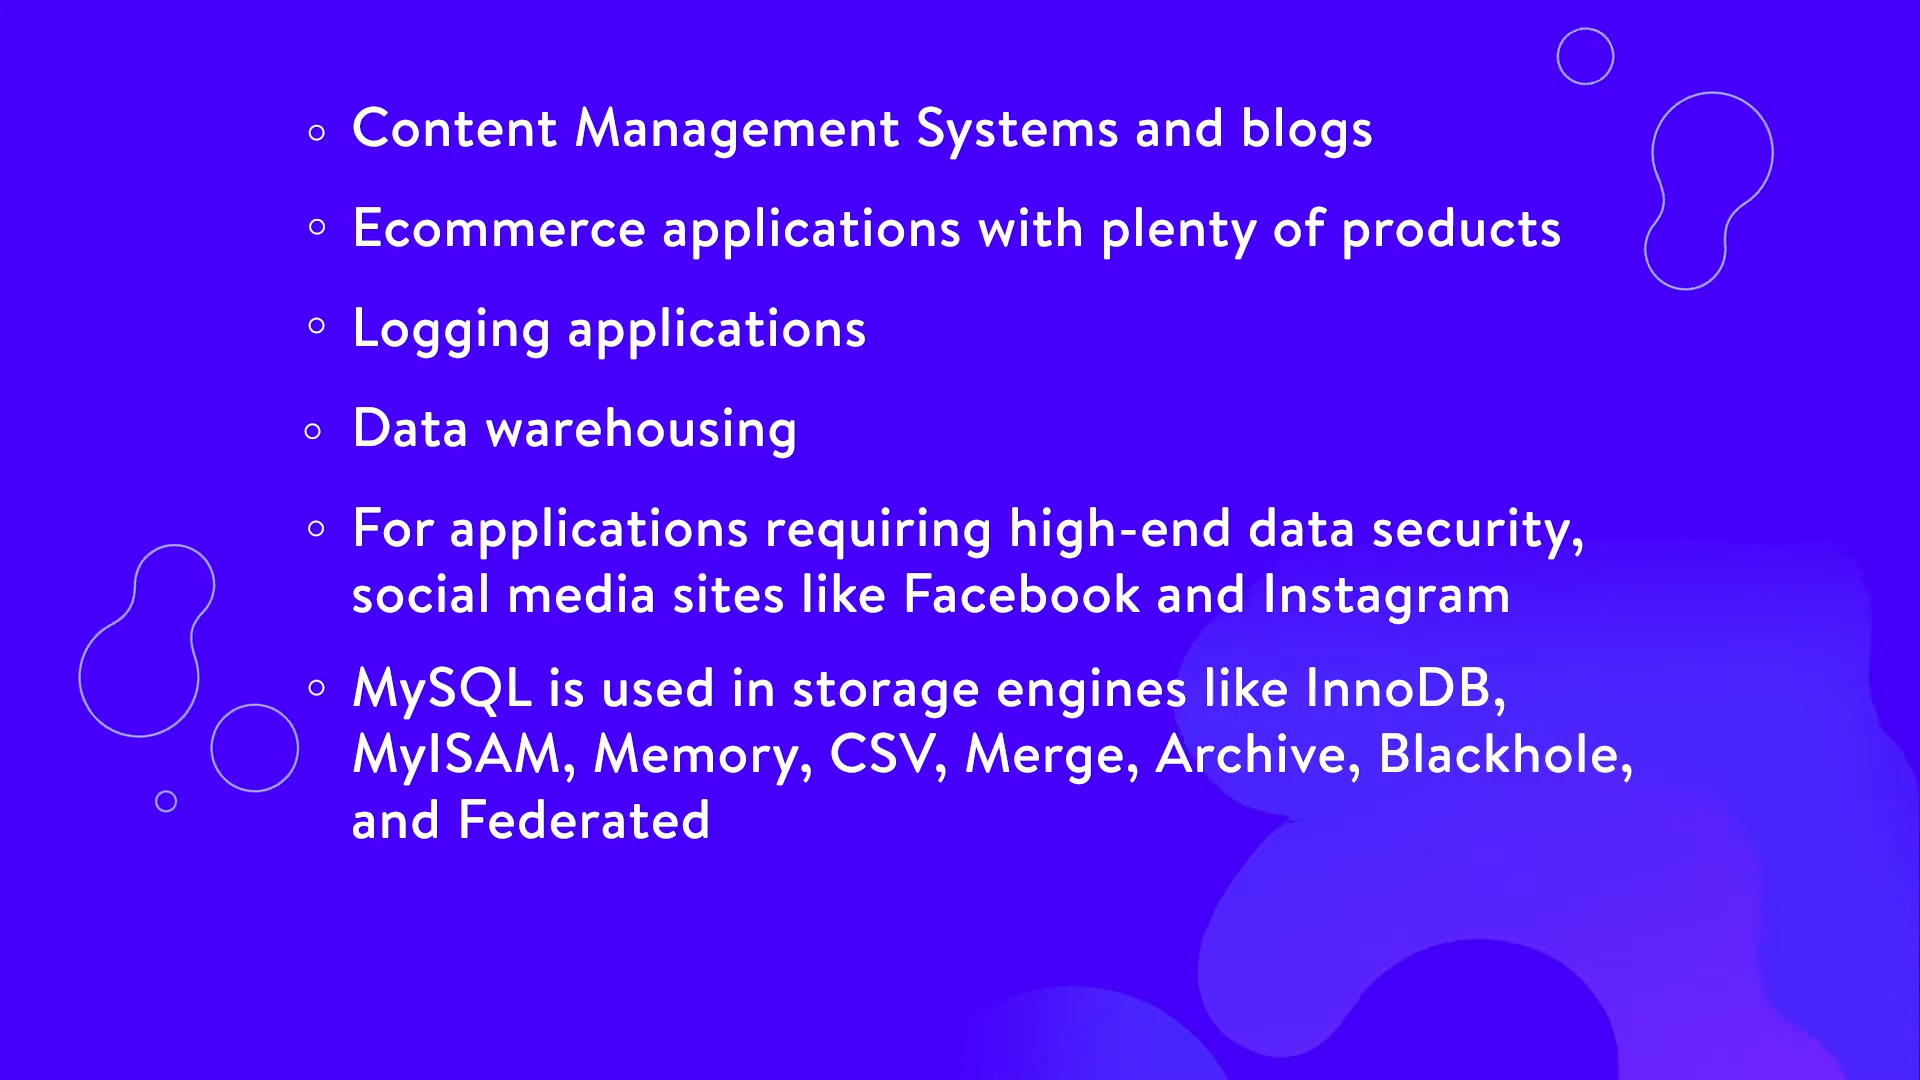 Content Management Systems and blogs
Ecommerce applications with plenty of products
Logging applications
Data warehousing
For applications requiring high-end data security,
social media sites like Facebook and Instagram
MySQL is used in storage engines like InnoDB,
MyISAM, Memory, CSV, Merge, Archive, Blackhole,
and Federated